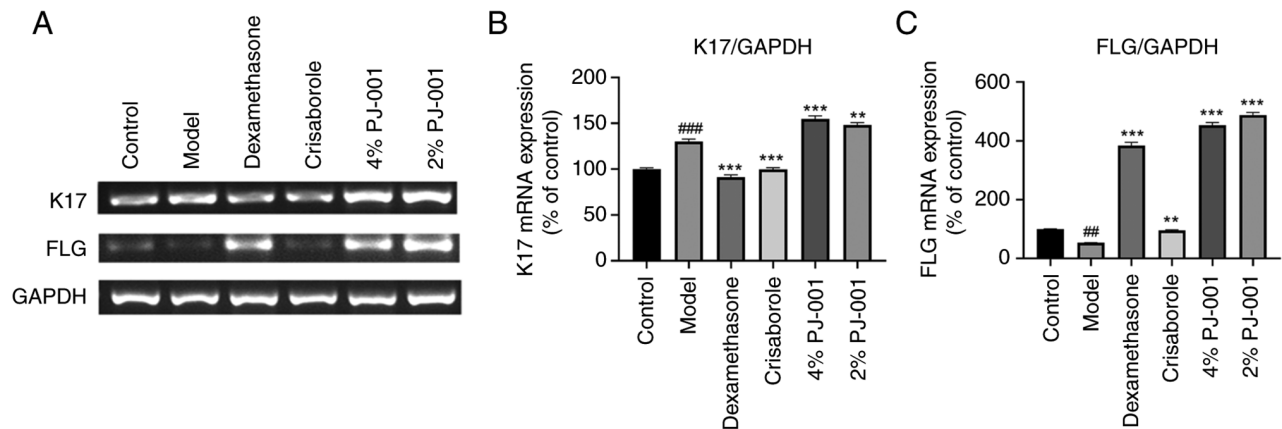 A
Control
Model
Dexamethasone
Crisaborole
4% PJ-001
2% PJ-001
K17
FLG
GAPDH
B
K17/GAPDH
K17 mRNA expression
(% of control)
200
150
100
50
0
###
***
***
***
**
Control
Model
Dexamethasone
Crisaborole
4% PJ-001
2% PJ-001
C
FLG/GAPDH
FLG mRNA expression
(% of control)
600
400
200
0
##
***
**
***
***
Control
Model
Dexamethasone
Crisaborole
4% PJ-001
2% PJ-001